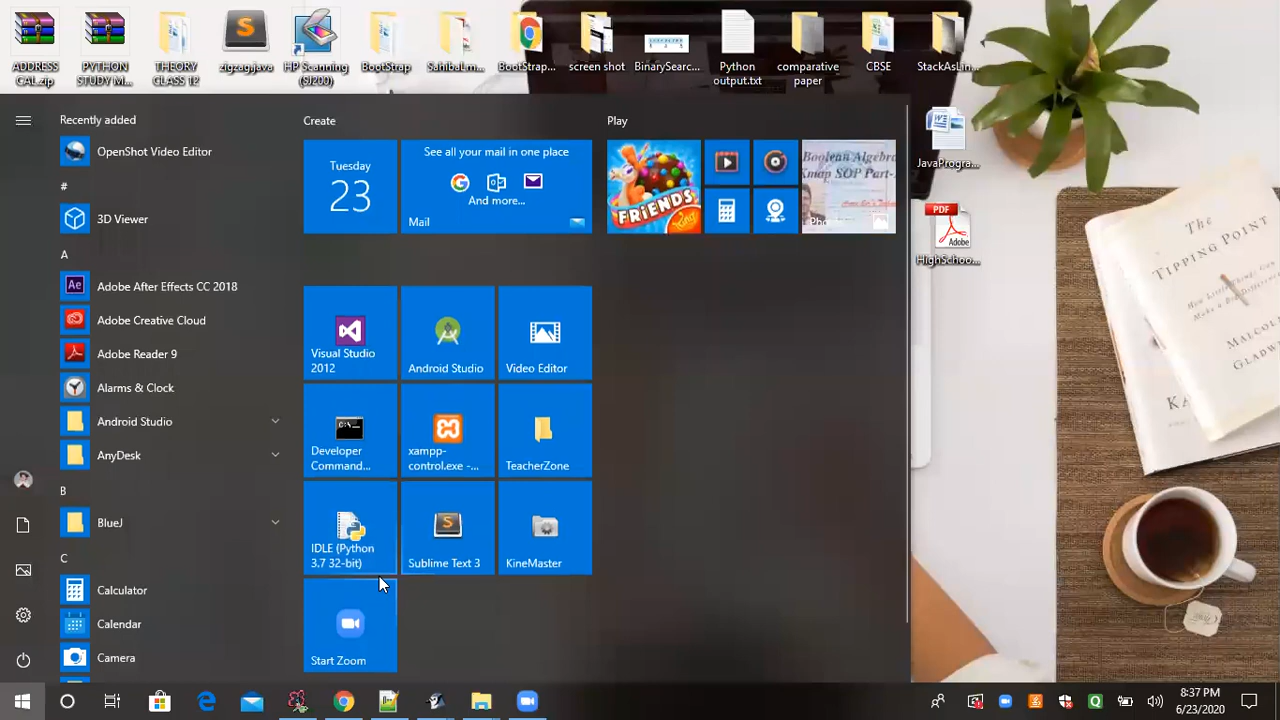 ADDRESS
CAL.zip
PYTHON
STUDY M...
THEORY
CLASS 12
zigzag.java
HP Scanning
(SJ200)
BootStrap
SahibaLm...
BootStrap...
screen shot
BinarySearc...
Python
output.txt
comparative
paper
CBSE
StackAsLin...
JavaProgra...
PDF
Adobe
HighSchoo...
Recently added
OpenShot Video Editor
#
3D Viewer
A
Adobe After Effects CC 2018
Adobe Creative Cloud
Adobe Reader 9
Alarms & Clock
Android Studio
AnyDesk
B
BlueJ
C
Calculator
Calendar
Camera
Create
Tuesday
23
See all your mail in one place
And more...
Mail
Visual Studio
2012
Android Studio
Video Editor
Developer
Command...
xampp-
control.exe -...
TeacherZone
IDLE (Python
3.7 32-bit)
Sublime Text 3
KineMaster
Start Zoom
Play
FRIENDS
Boolean Algebra
Kmap SOP Part-
The
TIPPING POINT
8:37 PM
6/23/2020